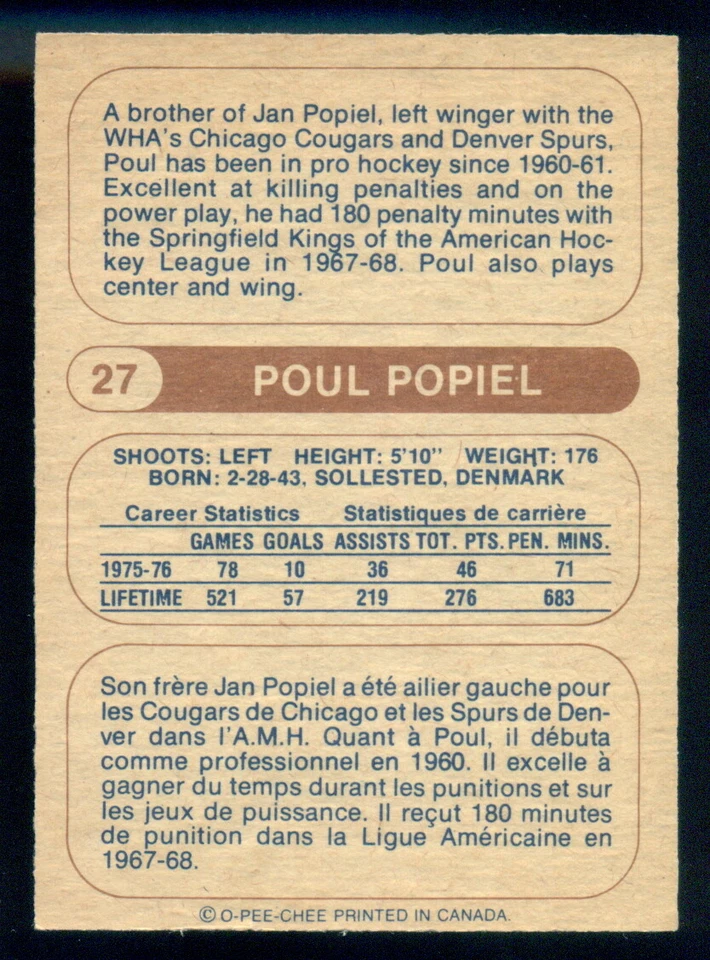 A brother of Jan Popiel, left winger with the
WHA's Chicago Cougars and Denver Spurs,
Poul has been in pro hockey since 1960-61.
Excellent at killing penalties and on the
power play, he had 180 penalty minutes with
the Springfield Kings of the American Hoc-
key League in 1967-68. Poul also plays
center and wing.
27 POUL POPIEL
SHOOTS: LEFT HEIGHT: 5'10" WEIGHT: 176
BORN: 2-28-43, SOLLESTED, DENMARK
Career Statistics Statistiques de carrière
GAMES GOALS ASSISTS TOT. PTS. PEN. MINS.
1975-76 78 10 36 46 71
LIFETIME 521 57 219 276 683
Son frère Jan Popiel a été ailier gauche pour
les Cougars de Chicago et les Spurs de Den-
ver dans l'A.M.H. Quant à Poul, il débuta
comme professionnel en 1960. Il excelle à
gagner du temps durant les punitions et sur
les jeux de puissance. Il reçut 180 minutes
de punition dans la Ligue Américaine en
1967-68.
© O-PEE-CHEE PRINTED IN CANADA.